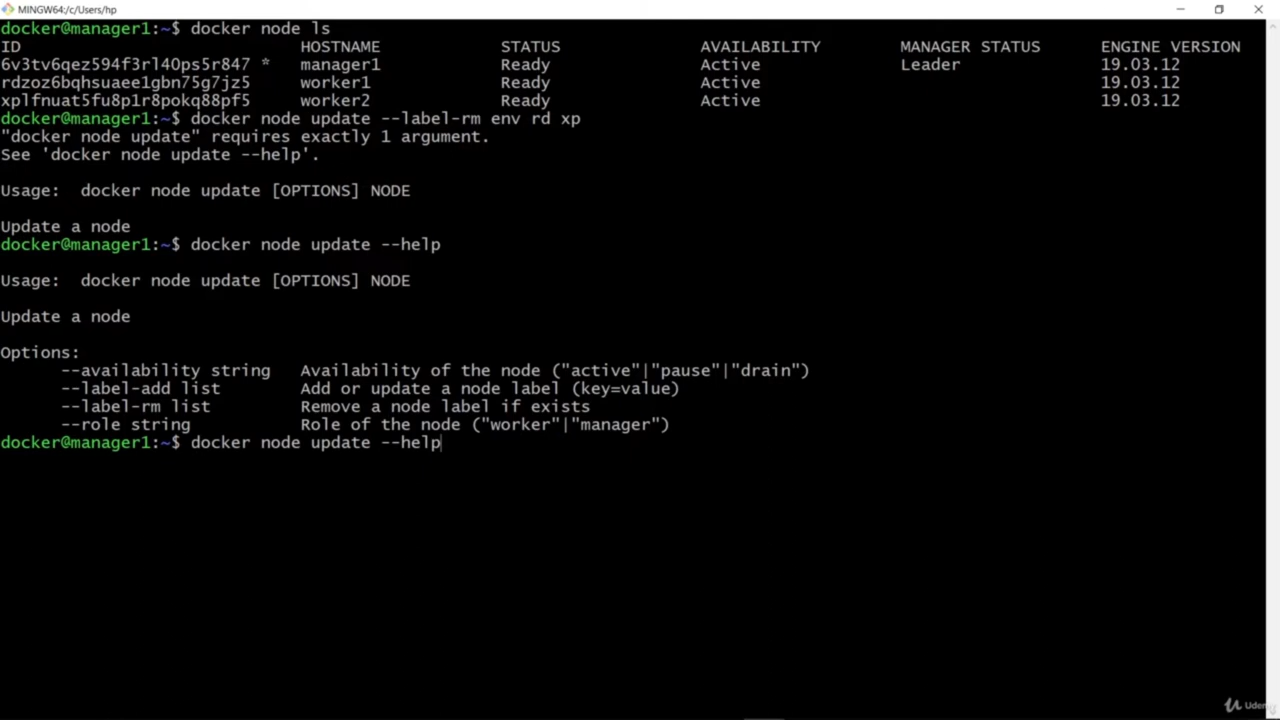 MINGW64:/c/Users/hp
docker@manager1:~$ docker node ls
ID HOSTNAME STATUS AVAILABILITY MANAGER STATUS ENGINE VERSION
6v3tv6qez594f3rl40ps5r847 * manager1 Ready Active Leader 19.03.12
rdzoz6bqhsuaee1gbn75g7jz5 worker1 Ready Active 19.03.12
xplfnuat5fu8p1r8pokq88pf5 worker2 Ready Active 19.03.12
docker@manager1:~$ docker node update --label-rm env rd xp
"docker node update" requires exactly 1 argument.
See 'docker node update --help'.
Usage:  docker node update [OPTIONS] NODE
Update a node
docker@manager1:~$ docker node update --help
Usage:  docker node update [OPTIONS] NODE
Update a node
Options:
--availability string Availability of the node ("active"|"pause"|"drain")
--label-add list Add or update a node label (key=value)
--label-rm list Remove a node label if exists
--role string Role of the node ("worker"|"manager")
docker@manager1:~$ docker node update --help